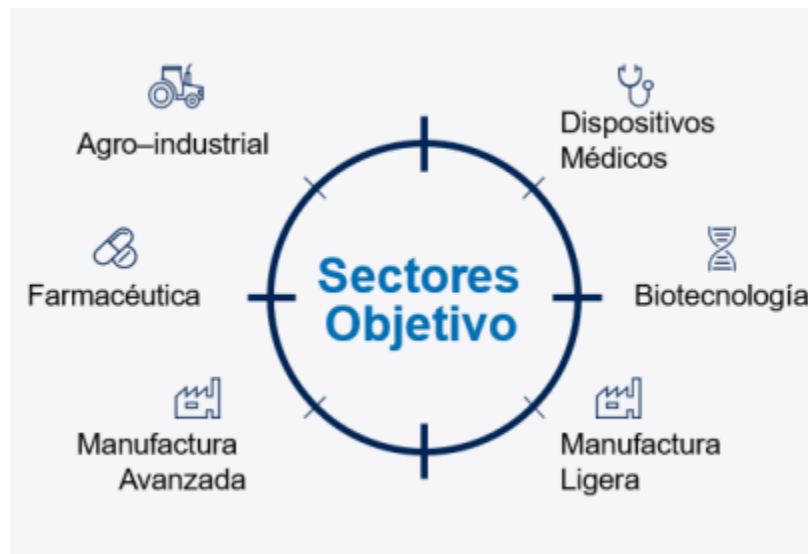 Agro–industrial
Dispositivos
Médicos
Farmacéutica
Sectores
Objetivo
Biotecnología
Manufactura
Avanzada
Manufactura
Ligera